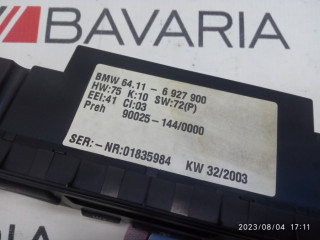 BAVARIA
BMW 64.11 - 6 927 900
HW:75 K:10 SW:72(P)
EEI:41 CI:03
Preh 90025-144/0000
SER:-NR:01835984 KW 32/2003
2023/08/04 17:11